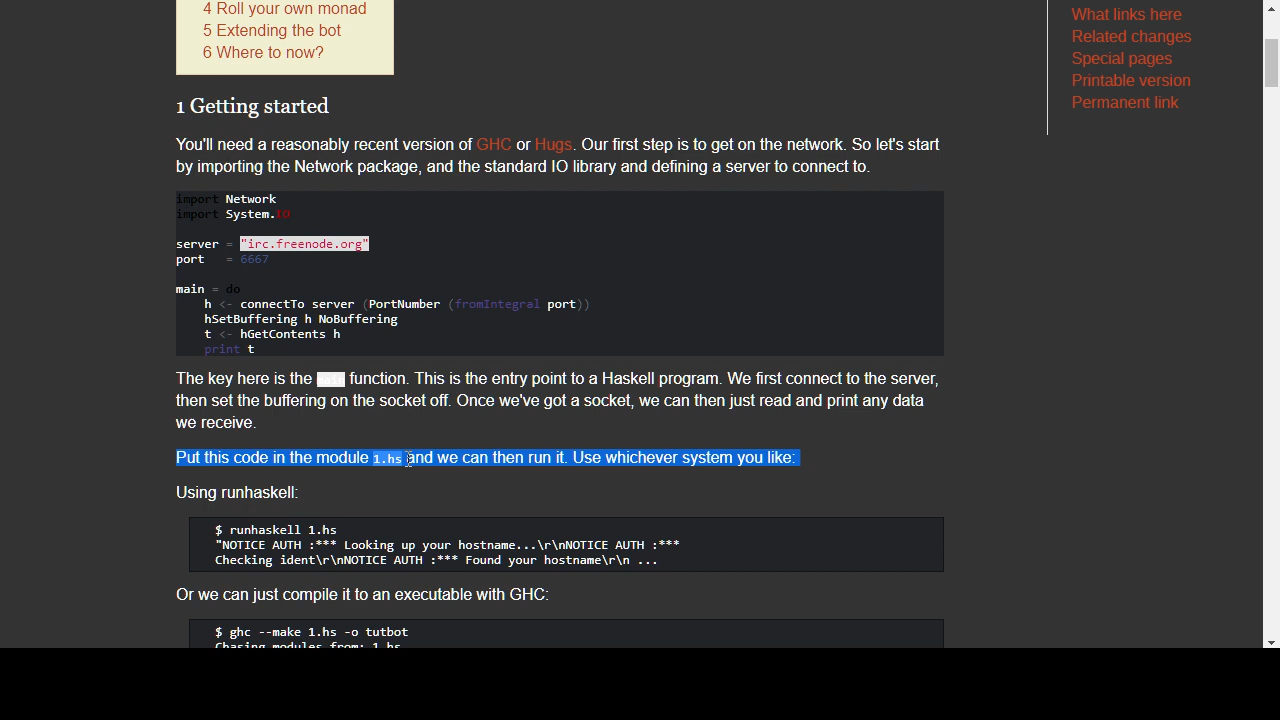 4 Roll your own monad
5 Extending the bot
6 Where to now?
What links here
Related changes
Special pages
Printable version
Permanent link
1 Getting started
You'll need a reasonably recent version of GHC or Hugs. Our first step is to get on the network. So let's start
by importing the Network package, and the standard IO library and defining a server to connect to.
import Network
import System.IO
server = "irc.freenode.org"
port   = 6667
main = do
    h <- connectTo server (PortNumber (fromIntegral port))
    hSetBuffering h NoBuffering
    t <- hGetContents h
    print t
The key here is the main function. This is the entry point to a Haskell program. We first connect to the server,
then set the buffering on the socket off. Once we've got a socket, we can then just read and print any data
we receive.
Put this code in the module 1.hs and we can then run it. Use whichever system you like:
Using runhaskell:
$ runhaskell 1.hs
"NOTICE AUTH :*** Looking up your hostname...\r\nNOTICE AUTH :***
Checking ident\r\nNOTICE AUTH :*** Found your hostname\r\n ...
Or we can just compile it to an executable with GHC:
$ ghc --make 1.hs -o tutbot
Chasing modules from: 1.hs